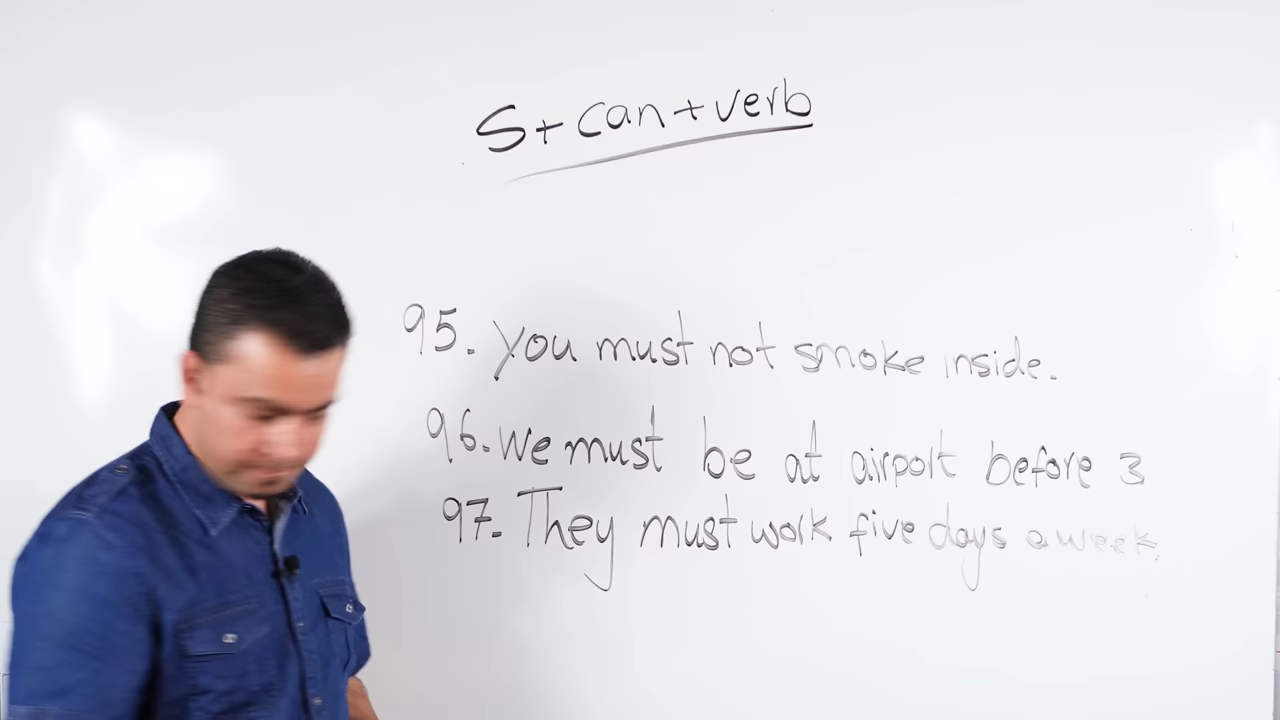 S+can+verb
95. you must not smoke inside.
96. We must be at airport before 3
97. They must work five days a week.